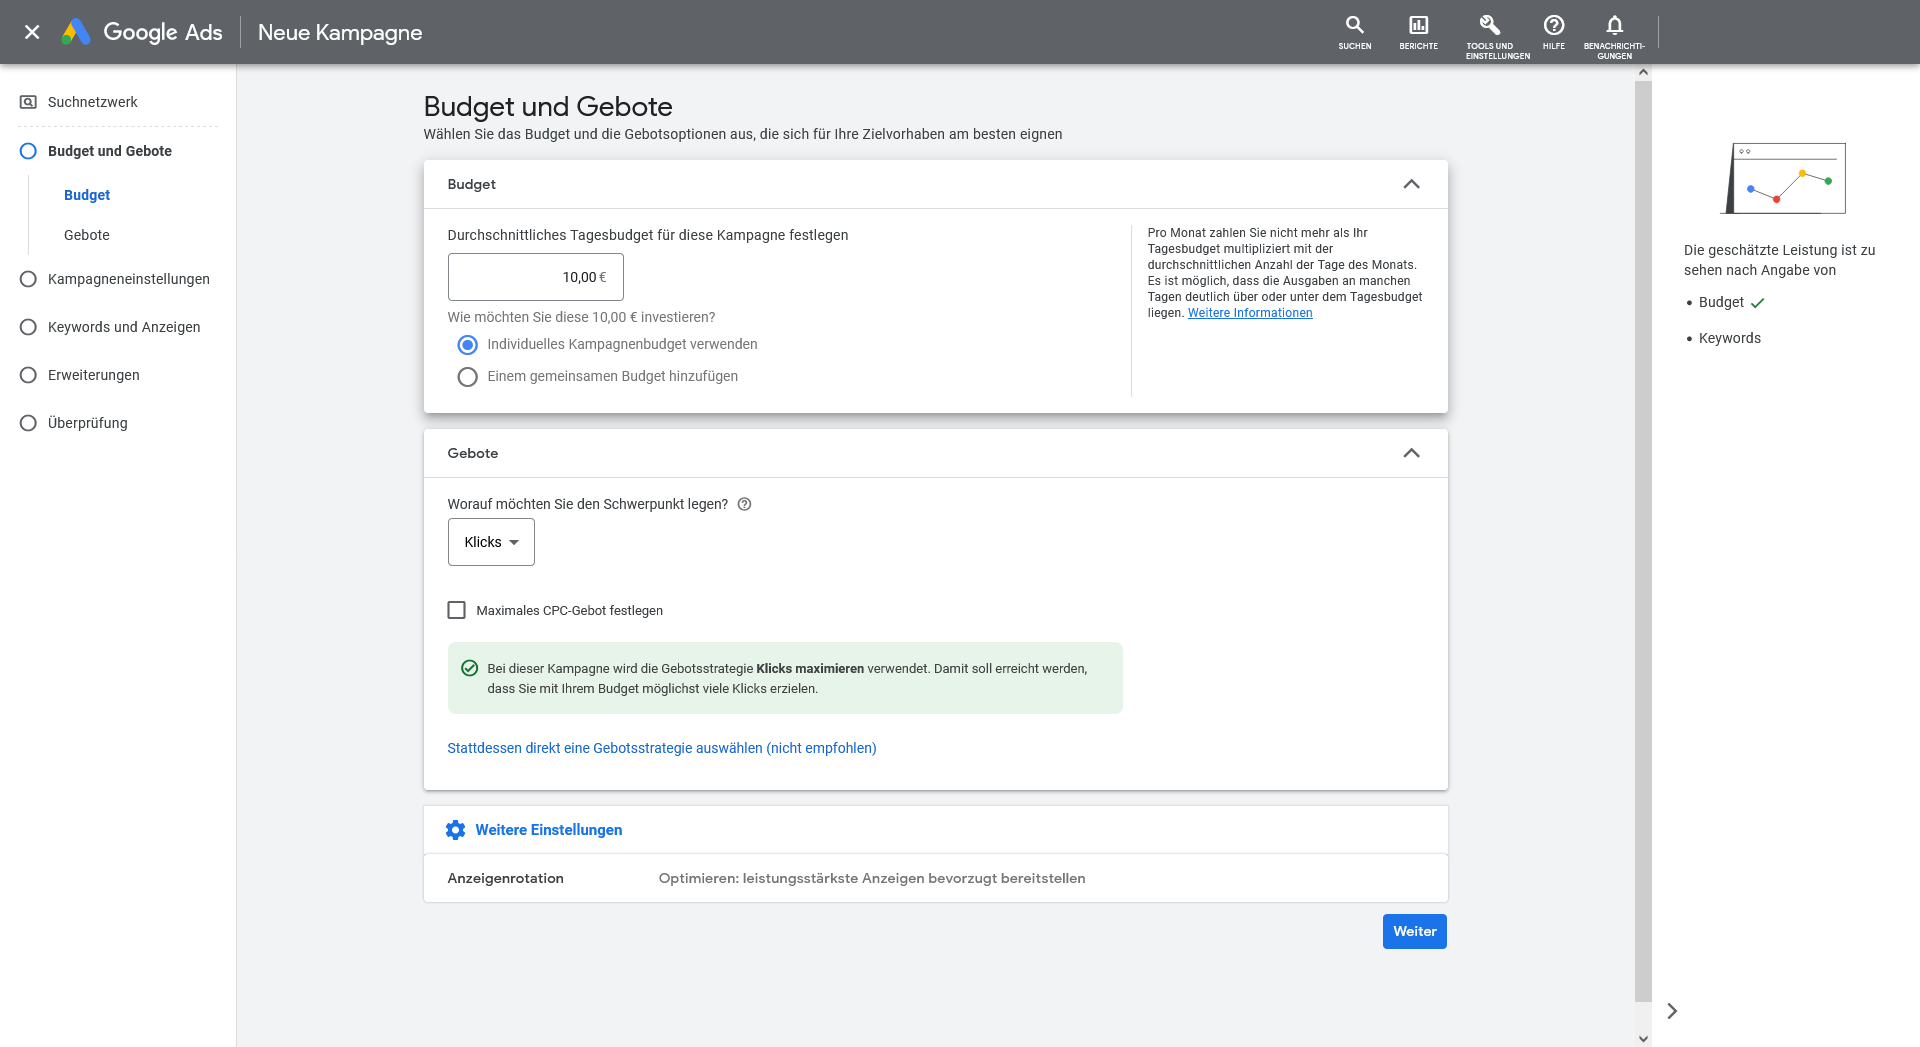 Google Ads
Neue Kampagne
SUCHEN
BERICHTE
TOOLS UND
EINSTELLUNGEN
HILFE
BENACHRICHTI-
GUNGEN
Suchnetzwerk
Budget und Gebote
Budget
Gebote
Kampagneneinstellungen
Keywords und Anzeigen
Erweiterungen
Überprüfung
Budget und Gebote
Wählen Sie das Budget und die Gebotsoptionen aus, die sich für Ihre Zielvorhaben am besten eignen
Budget
Durchschnittliches Tagesbudget für diese Kampagne festlegen
10,00 €
Wie möchten Sie diese 10,00 € investieren?
Individuelles Kampagnenbudget verwenden
Einem gemeinsamen Budget hinzufügen
Pro Monat zahlen Sie nicht mehr als Ihr
Tagesbudget multipliziert mit der
durchschnittlichen Anzahl der Tage des Monats.
Es ist möglich, dass die Ausgaben an manchen
Tagen deutlich über oder unter dem Tagesbudget
liegen. Weitere Informationen
Gebote
Worauf möchten Sie den Schwerpunkt legen?
Klicks
Maximales CPC-Gebot festlegen
Bei dieser Kampagne wird die Gebotsstrategie Klicks maximieren verwendet. Damit soll erreicht werden,
dass Sie mit Ihrem Budget möglichst viele Klicks erzielen.
Stattdessen direkt eine Gebotsstrategie auswählen (nicht empfohlen)
Weitere Einstellungen
Anzeigenrotation
Optimieren: leistungsstärkste Anzeigen bevorzugt bereitstellen
Weiter
Die geschätzte Leistung ist zu
sehen nach Angabe von
• Budget
• Keywords